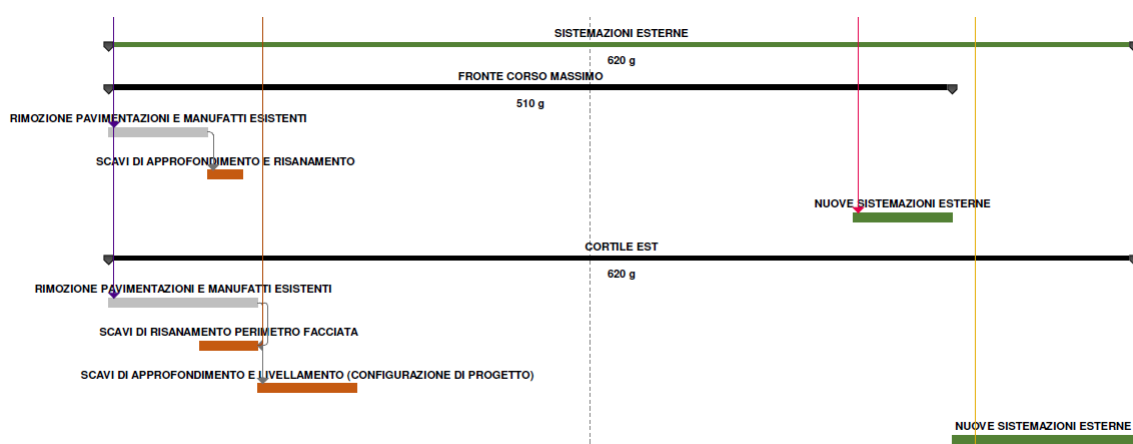 SISTEMAZIONI ESTERNE
620 g
FRONTE CORSO MASSIMO
510 g
RIMOZIONE PAVIMENTAZIONI E MANUFATTI ESISTENTI
SCAVI DI APPROFONDIMENTO E RISANAMENTO
NUOVE SISTEMAZIONI ESTERNE
CORTILE EST
620 g
RIMOZIONE PAVIMENTAZIONI E MANUFATTI ESISTENTI
SCAVI DI RISANAMENTO PERIMETRO FACCIATA
SCAVI DI APPROFONDIMENTO E LIVELLAMENTO (CONFIGURAZIONE DI PROGETTO)
NUOVE SISTEMAZIONI ESTERNE